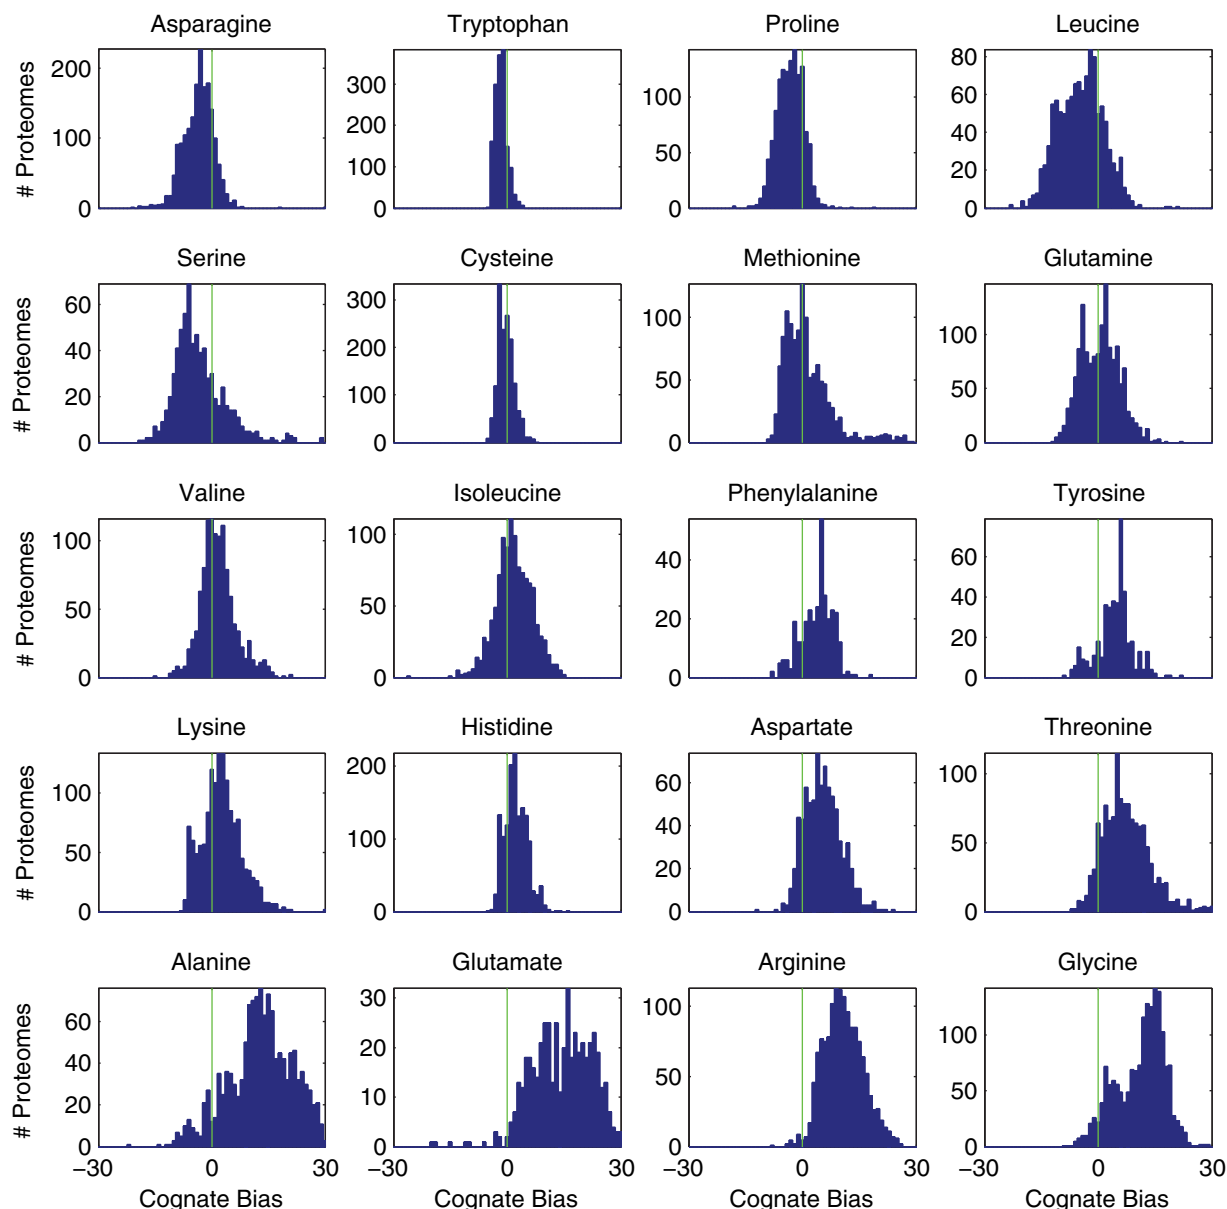 Asparagine Tryptophan Proline Leucine
# Proteomes 200 100 0 300 200 100 0 100 50 0 80 60 40 20 0
Serine Cysteine Methionine Glutamine
# Proteomes 60 40 20 0 300 200 100 0 100 50 0 100 50 0
Valine Isoleucine Phenylalanine Tyrosine
# Proteomes 100 50 0 100 50 0 40 20 0 60 40 20 0
Lysine Histidine Aspartate Threonine
# Proteomes 100 50 0 200 100 0 60 40 20 0 100 50 0
Alanine Glutamate Arginine Glycine
# Proteomes 60 40 20 0 30 20 10 0 100 50 0 100 50 0
−30 0 30 −30 0 30 −30 0 30 −30 0 30
Cognate Bias Cognate Bias Cognate Bias Cognate Bias